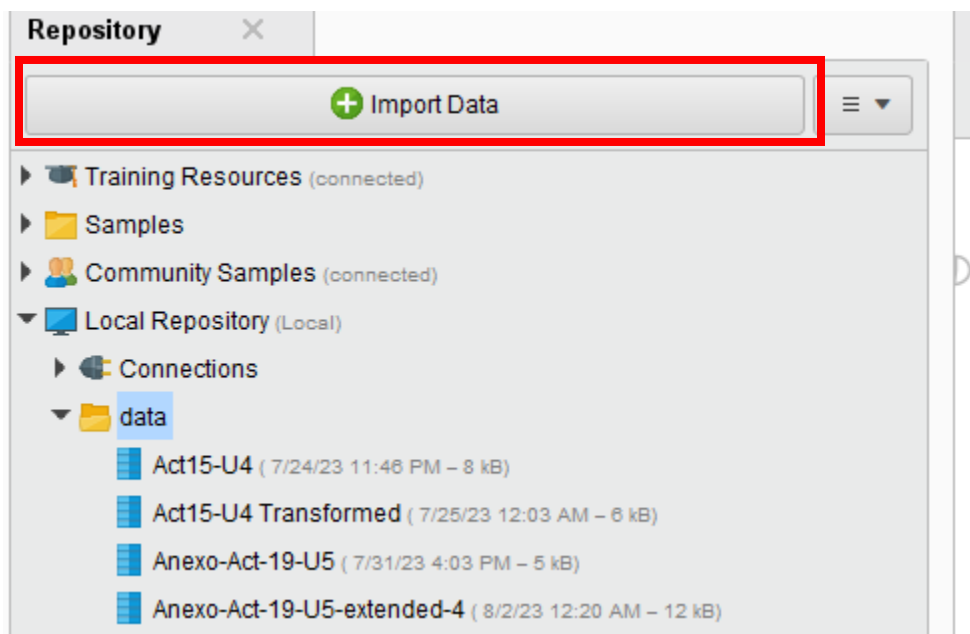 Repository
Import Data
Training Resources (connected)
Samples
Community Samples (connected)
Local Repository (Local)
Connections
data
Act15-U4 ( 7/24/23 11:46 PM – 8 kB)
Act15-U4 Transformed ( 7/25/23 12:03 AM – 6 kB)
Anexo-Act-19-U5 ( 7/31/23 4:03 PM – 5 kB)
Anexo-Act-19-U5-extended-4 ( 8/2/23 12:20 AM – 12 kB)